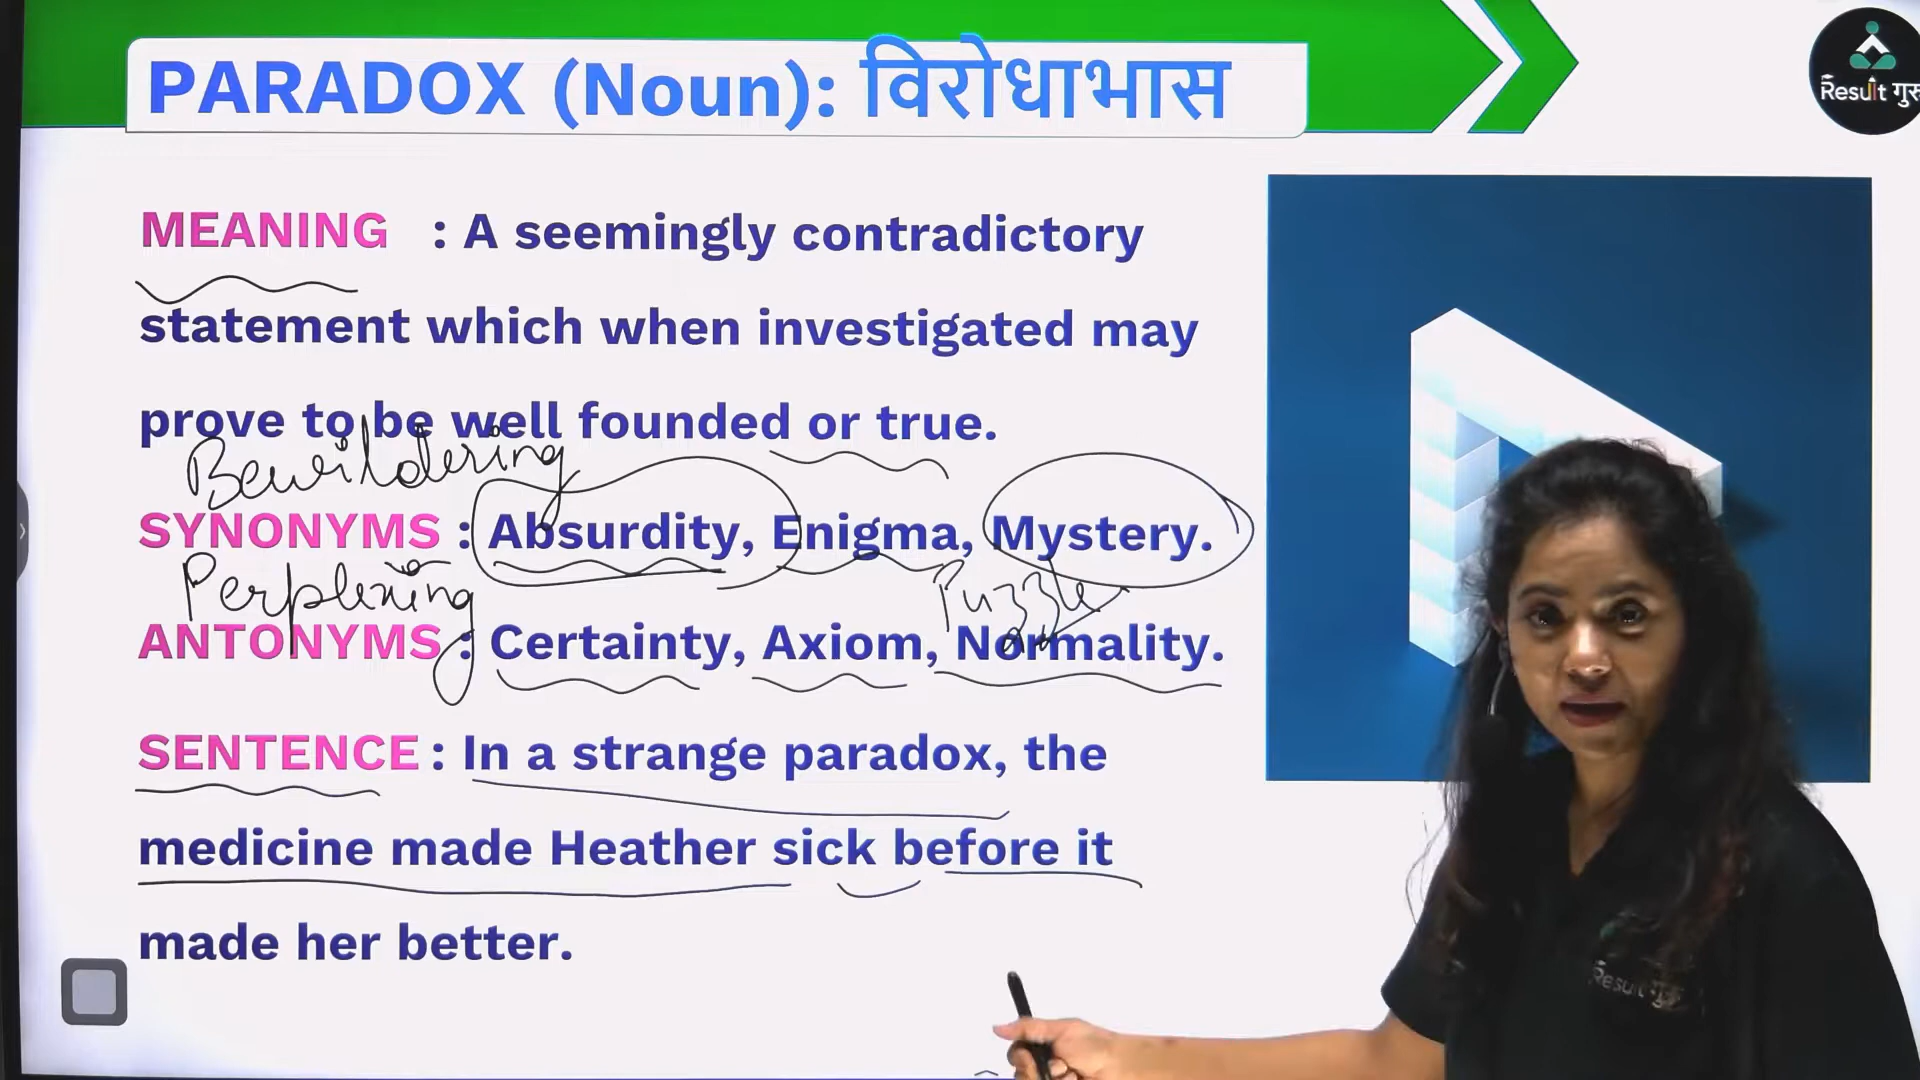 PARADOX (Noun): विरोधाभास
Result गुरु
MEANING : A seemingly contradictory
statement which when investigated may
prove to be well founded or true.
Bewildering
SYNONYMS : Absurdity, Enigma, Mystery.
Perplexing
Puzzle
ANTONYMS : Certainty, Axiom, Normality.
SENTENCE : In a strange paradox, the
medicine made Heather sick before it
made her better.
Result गुरु